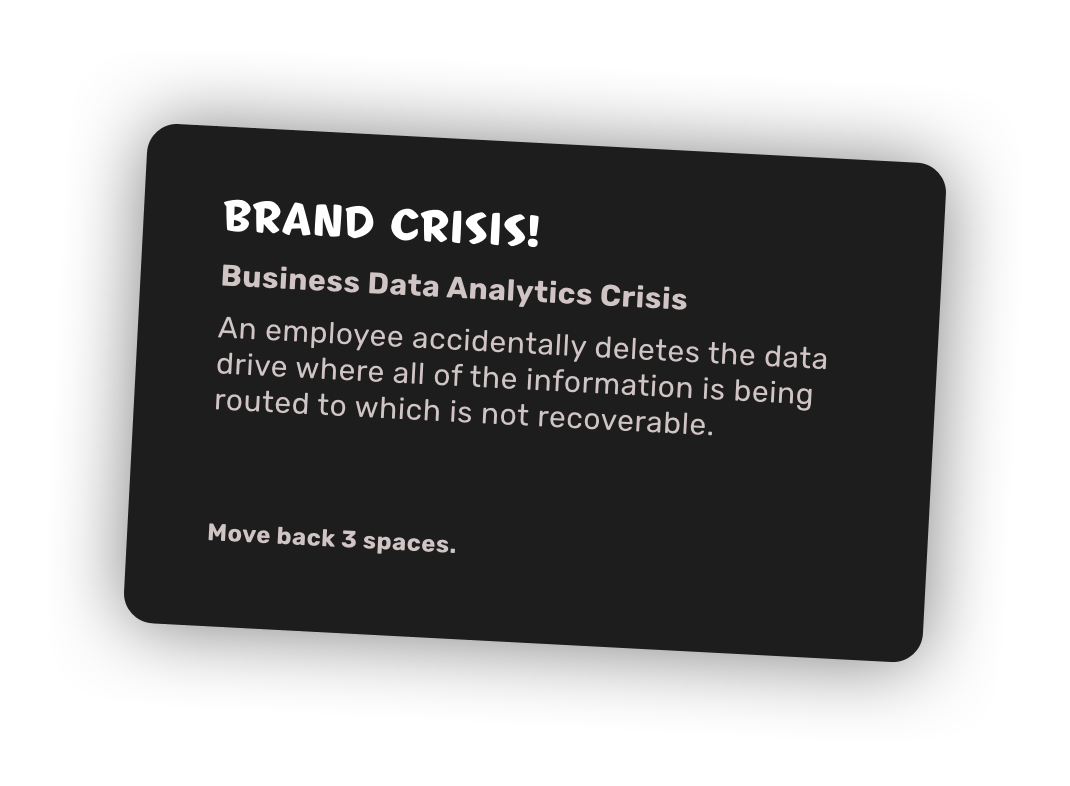 BRAND CRISIS!
Business Data Analytics Crisis
An employee accidentally deletes the data
drive where all of the information is being
routed to which is not recoverable.
Move back 3 spaces.